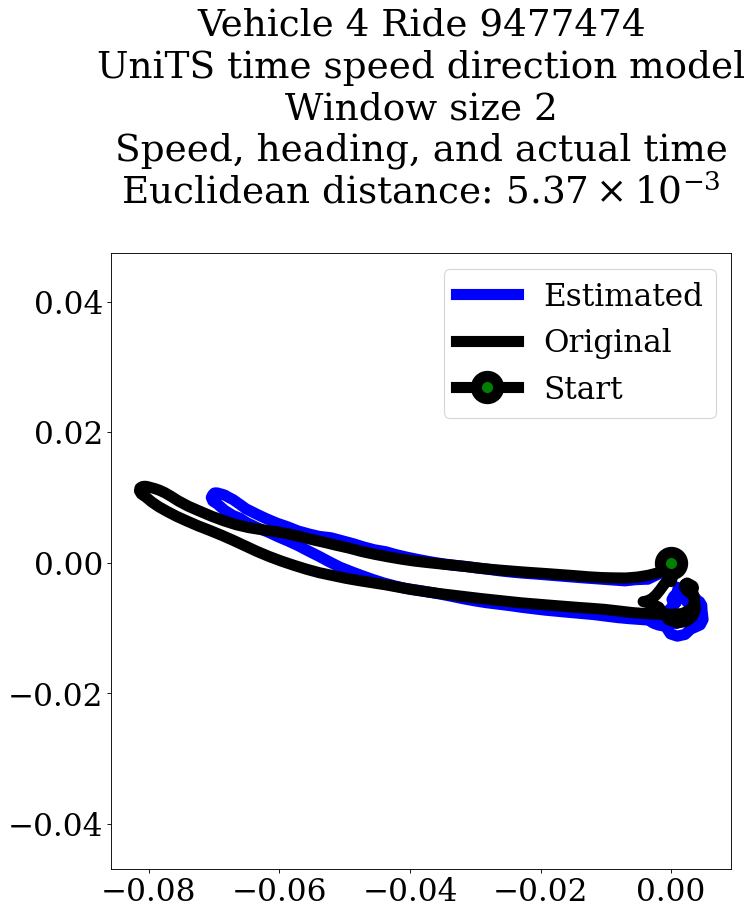 Vehicle 4 Ride 9477474
UniTS time speed direction model
Window size 2
Speed, heading, and actual time
Euclidean distance: 5.37 × 10⁻³
Estimated
Original
Start
0.04
0.02
0.00
−0.02
−0.04
−0.08 −0.06 −0.04 −0.02 0.00